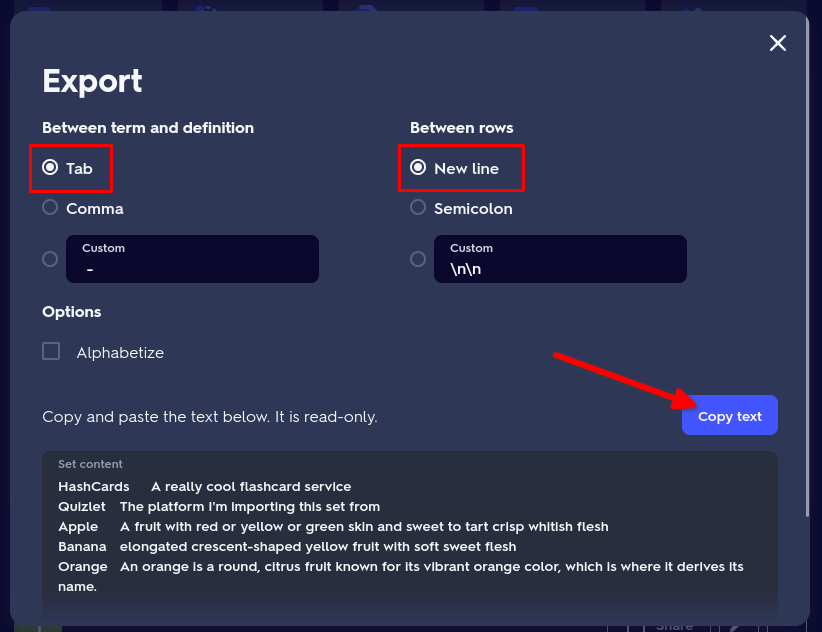 Export
Between term and definition
Between rows
Tab
New line
Comma
Semicolon
Custom
-
Custom
\n\n
Options
Alphabetize
Copy and paste the text below. It is read-only.
Copy text
Set content
HashCards A really cool flashcard service
Quizlet The platform I'm importing this set from
Apple A fruit with red or yellow or green skin and sweet to tart crisp whitish flesh
Banana elongated crescent-shaped yellow fruit with soft sweet flesh
Orange An orange is a round, citrus fruit known for its vibrant orange color, which is where it derives its
name.
Share